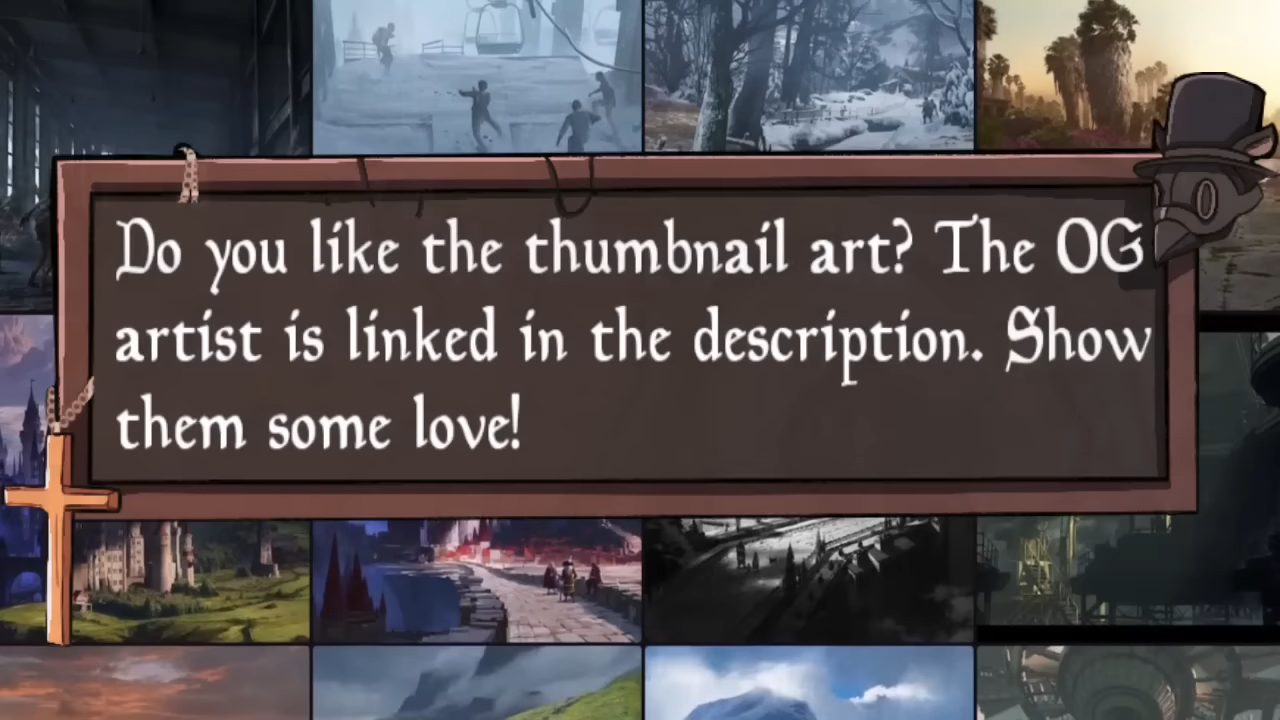 Do you like the thumbnail art? The OG
artist is linked in the description. Show
them some love!